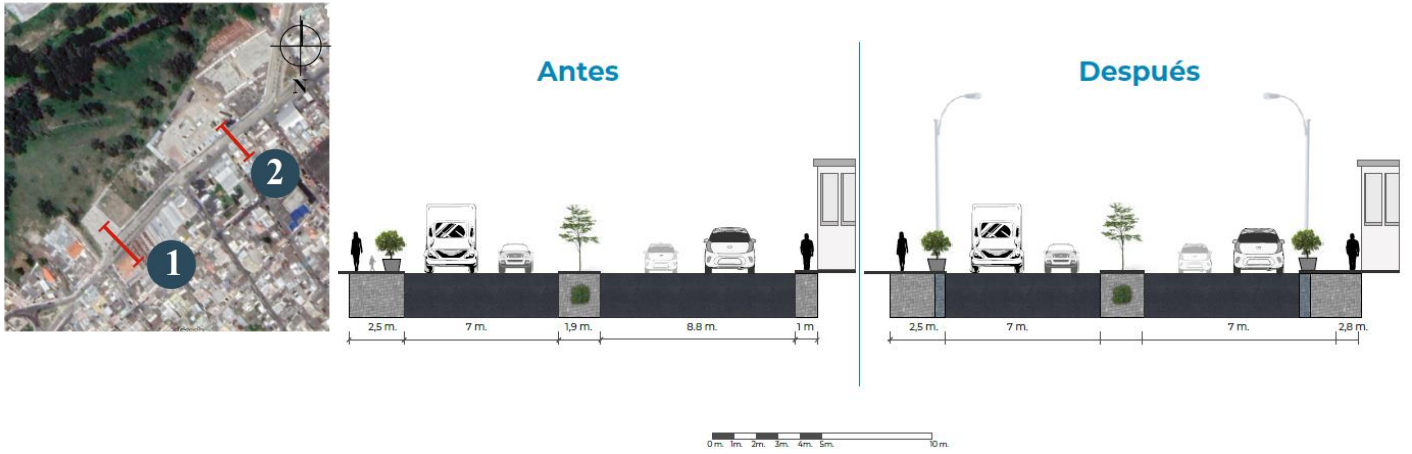 N
2
1
Antes
Después
2,5 m. 7 m. 1,9 m. 8.8 m. 1 m
2,5 m. 7 m. 7 m. 2,8 m.
0 m. 1m. 2m. 3m. 4m. 5m. 10 m.